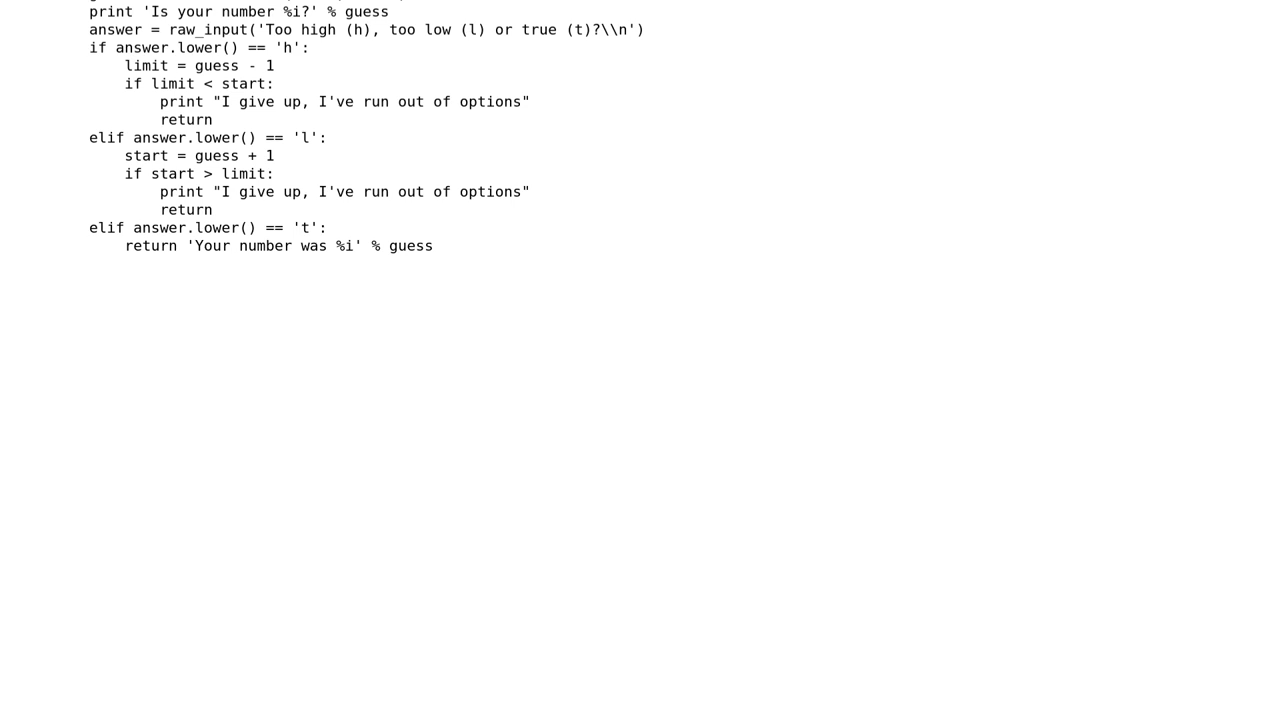 print 'Is your number %i?' % guess
answer = raw_input('Too high (h), too low (l) or true (t)?\\n')
if answer.lower() == 'h':
limit = guess - 1
if limit < start:
print "I give up, I've run out of options"
return
elif answer.lower() == 'l':
start = guess + 1
if start > limit:
print "I give up, I've run out of options"
return
elif answer.lower() == 't':
return 'Your number was %i' % guess